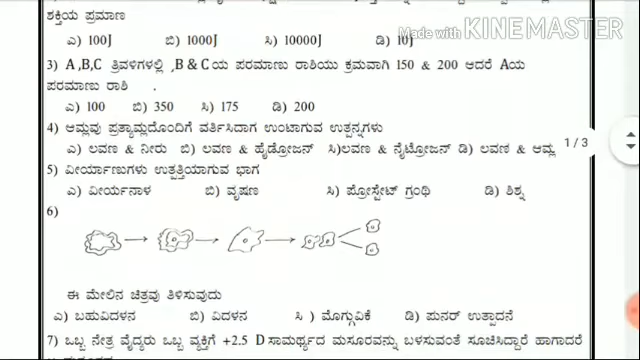 Made with KINEMASTER
ಶಕ್ತಿಯ ಪ್ರಮಾಣ
ಎ) 100J ಬಿ) 1000J ಸಿ) 10000J ಡಿ) 10J
3) A,B,C ತ್ರಿವಳಿಗಳಲ್ಲಿ ,B & Cಯ ಪರಮಾಣು ರಾಶಿಯು ಕ್ರಮವಾಗಿ 150 & 200 ಆದರೆ Aಯ
ಪರಮಾಣು ರಾಶಿ .
ಎ) 100 ಬಿ) 350 ಸಿ) 175 ಡಿ) 200
4) ಆಮ್ಲವು ಪ್ರತ್ಯಾಮ್ಲದೊಂದಿಗೆ ವರ್ತಿಸಿದಾಗ ಉಂಟಾಗುವ ಉತ್ಪನ್ನಗಳು
ಎ) ಲವಣ & ನೀರು ಬಿ) ಲವಣ & ಹೈಡ್ರೋಜನ್ ಸಿ)ಲವಣ & ನೈಟ್ರೋಜನ್ ಡಿ) ಲವಣ & ಆಮ್ಲ
1/3
5) ವೀರ್ಯಾಣುಗಳು ಉತ್ಪತ್ತಿಯಾಗುವ ಭಾಗ
ಎ) ವೀರ್ಯನಾಳ ಬಿ) ವೃಷಣ ಸಿ) ಪ್ರೋಸ್ಟೇಟ್ ಗ್ರಂಥಿ ಡಿ) ಶಿಶ್ನ
6)
ಈ ಮೇಲಿನ ಚಿತ್ರವು ತಿಳಿಸುವುದು
ಎ) ಬಹುವಿದಳನ ಬಿ) ವಿದಳನ ಸಿ ) ಮೊಗ್ಗುವಿಕೆ ಡಿ) ಪುನರ್ ಉತ್ಪಾದನೆ
7) ಒಬ್ಬ ನೇತ್ರ ವೈದ್ಯರು ಒಬ್ಬ ವ್ಯಕ್ತಿಗೆ +2.5 D ಸಾಮರ್ಥ್ಯದ ಮಸೂರವನ್ನು ಬಳಸುವಂತೆ ಸೂಚಿಸಿದ್ದಾರೆ ಹಾಗಾದರೆ